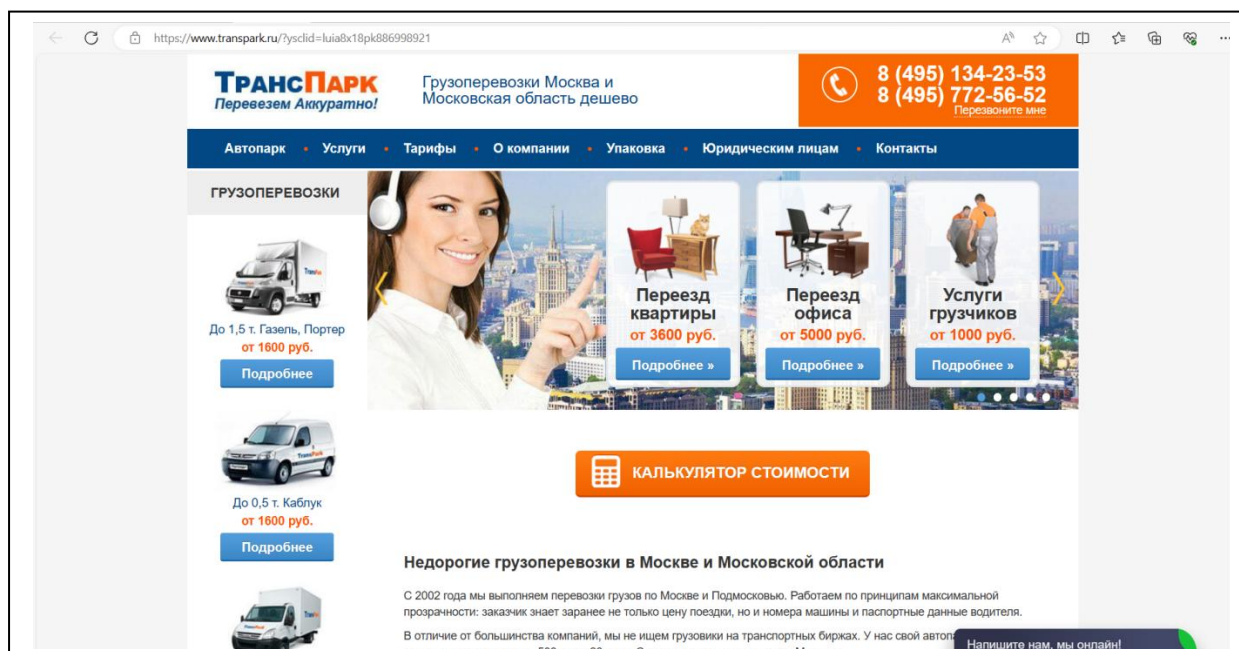 https://www.transpark.ru/?ysclid=luia8x18pk886998921
ТрансПарк
Перевезем Аккуратно!
Грузоперевозки Москва и
Московская область дешево
8 (495) 134-23-53
8 (495) 772-56-52
Перезвоните мне
Автопарк • Услуги • Тарифы • О компании • Упаковка • Юридическим лицам • Контакты
ГРУЗОПЕРЕВОЗКИ
До 1,5 т. Газель, Портер
от 1600 руб.
Подробнее
До 0,5 т. Каблук
от 1600 руб.
Подробнее
Переезд
квартиры
от 3600 руб.
Подробнее »
Переезд
офиса
от 5000 руб.
Подробнее »
Услуги
грузчиков
от 1000 руб.
Подробнее »
КАЛЬКУЛЯТОР СТОИМОСТИ
Недорогие грузоперевозки в Москве и Московской области
С 2002 года мы выполняем перевозки грузов по Москве и Подмосковью. Работаем по принципам максимальной
прозрачности: заказчик знает заранее не только цену поездки, но и номера машины и паспортные данные водителя.
В отличие от большинства компаний, мы не ищем грузовики на транспортных биржах. У нас свой автоп
Напишите нам, мы онлайн!